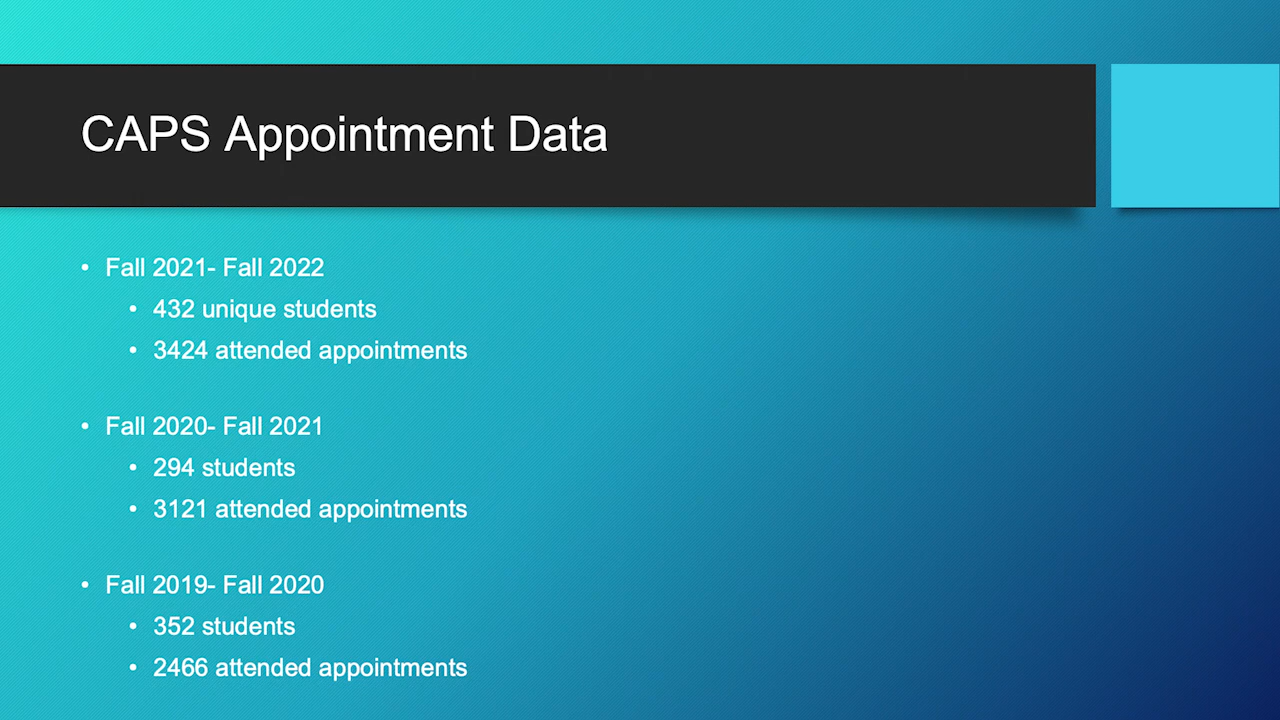 CAPS Appointment Data
• Fall 2021- Fall 2022
• 432 unique students
• 3424 attended appointments
• Fall 2020- Fall 2021
• 294 students
• 3121 attended appointments
• Fall 2019- Fall 2020
• 352 students
• 2466 attended appointments